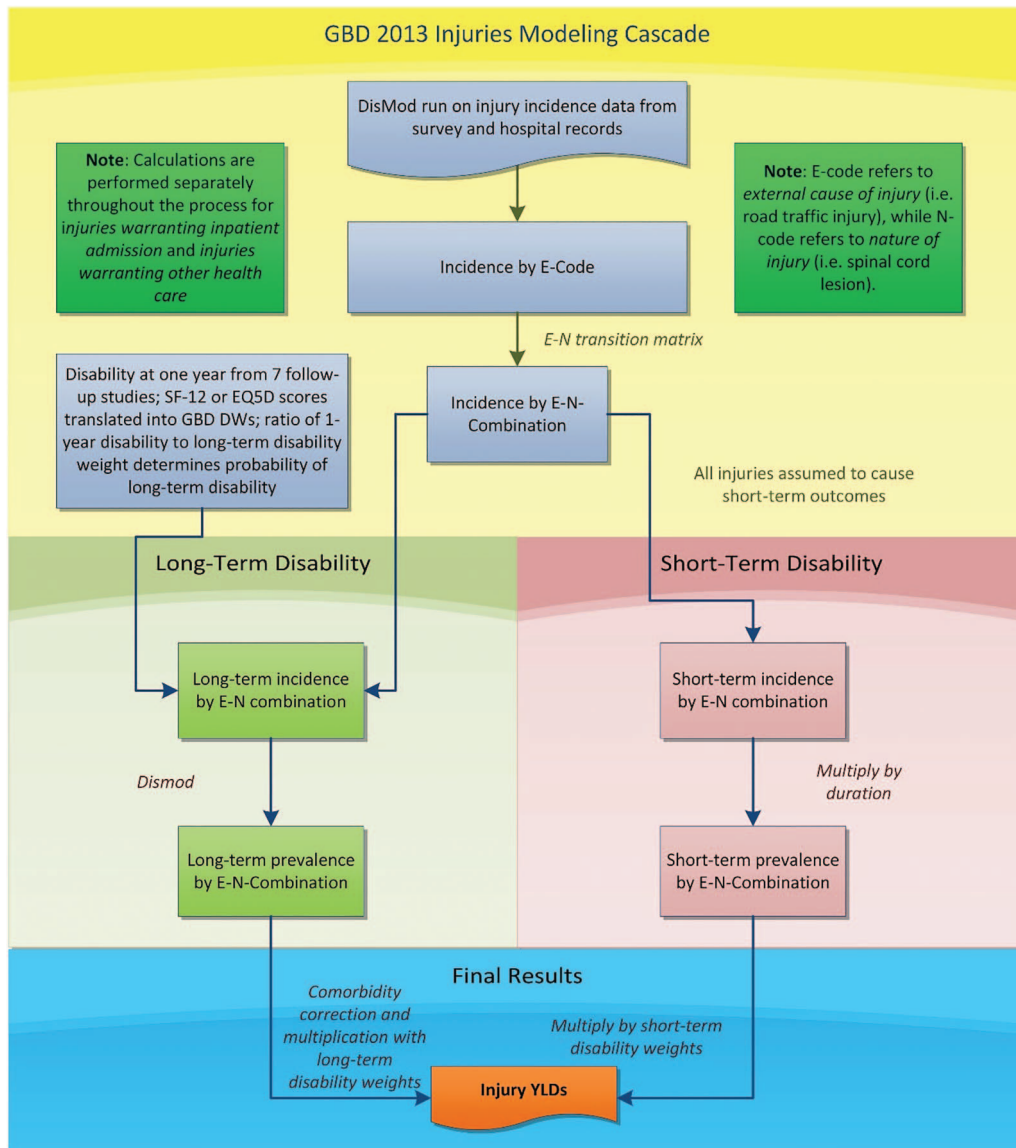 GBD 2013 Injuries Modeling Cascade
DisMod run on injury incidence data from
survey and hospital records
Note: Calculations are
performed separately
throughout the process for
injuries warranting inpatient
admission and injuries
warranting other health
care
Note: E-code refers to
external cause of injury (i.e.
road traffic injury), while N-
code refers to nature of
injury (i.e. spinal cord
lesion).
Incidence by E-Code
E-N transition matrix
Disability at one year from 7 follow-
up studies; SF-12 or EQ5D scores
translated into GBD DWs; ratio of 1-
year disability to long-term disability
weight determines probability of
long-term disability
Incidence by E-N-
Combination
All injuries assumed to cause
short-term outcomes
Long-Term Disability
Short-Term Disability
Long-term incidence
by E-N combination
Short-term incidence
by E-N combination
Dismod
Multiply by
duration
Long-term prevalence
by E-N-Combination
Short-term prevalence
by E-N-Combination
Final Results
Comorbidity
correction and
multiplication with
long-term
disability weights
Multiply by short-term
disability weights
Injury YLDs